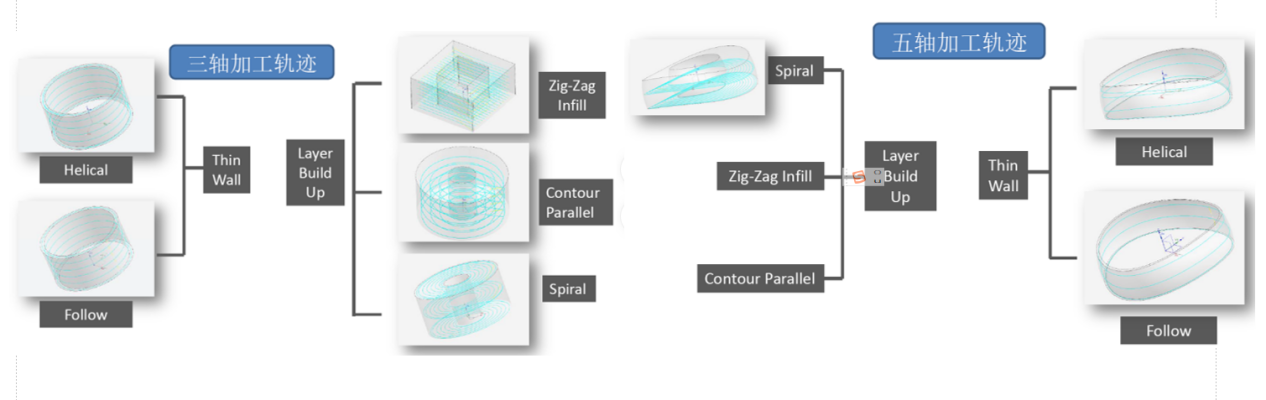 三轴加工轨迹
Helical
Follow
Thin
Wall
Layer
Build
Up
Zig-Zag
Infill
Contour
Parallel
Spiral
五轴加工轨迹
Spiral
Zig-Zag Infill
Contour Parallel
Layer
Build
Up
Thin
Wall
Helical
Follow